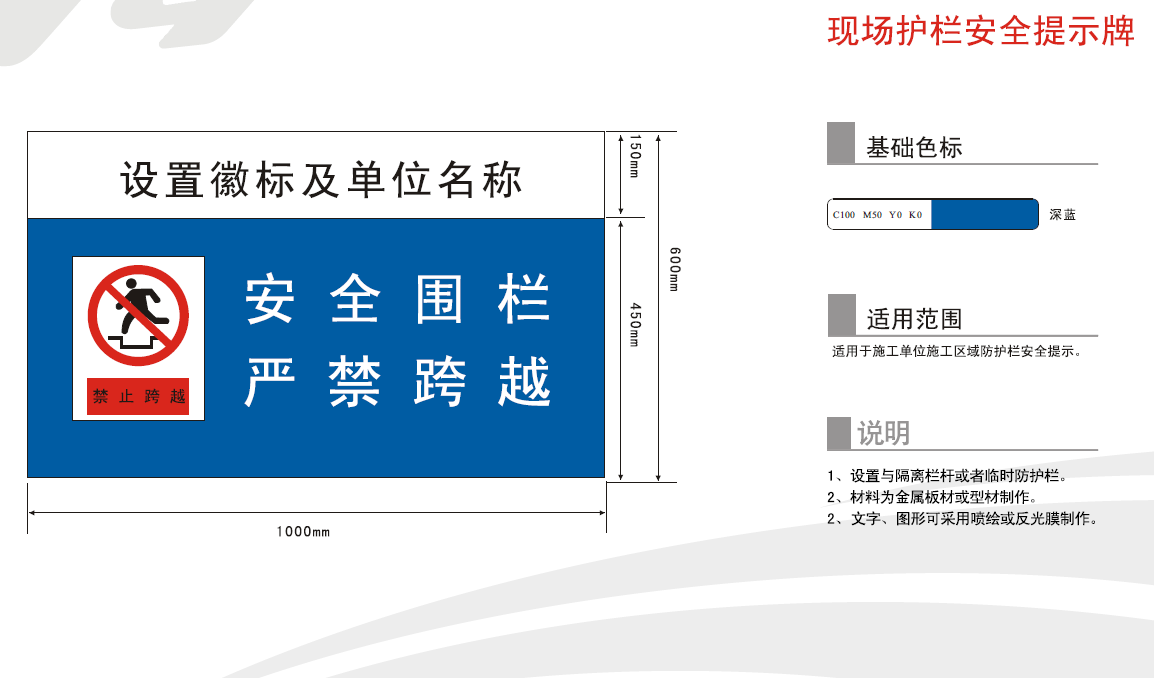 现场护栏安全提示牌
设置徽标及单位名称
150mm
安全围栏
严禁跨越
禁止跨越
450mm
600mm
1000mm
基础色标
C100 M50 Y0 K0 深蓝
适用范围
适用于施工单位施工区域防护栏安全提示。
说明
1、设置与隔离栏杆或者临时防护栏。
2、材料为金属板材或型材制作。
2、文字、图形可采用喷绘或反光膜制作。